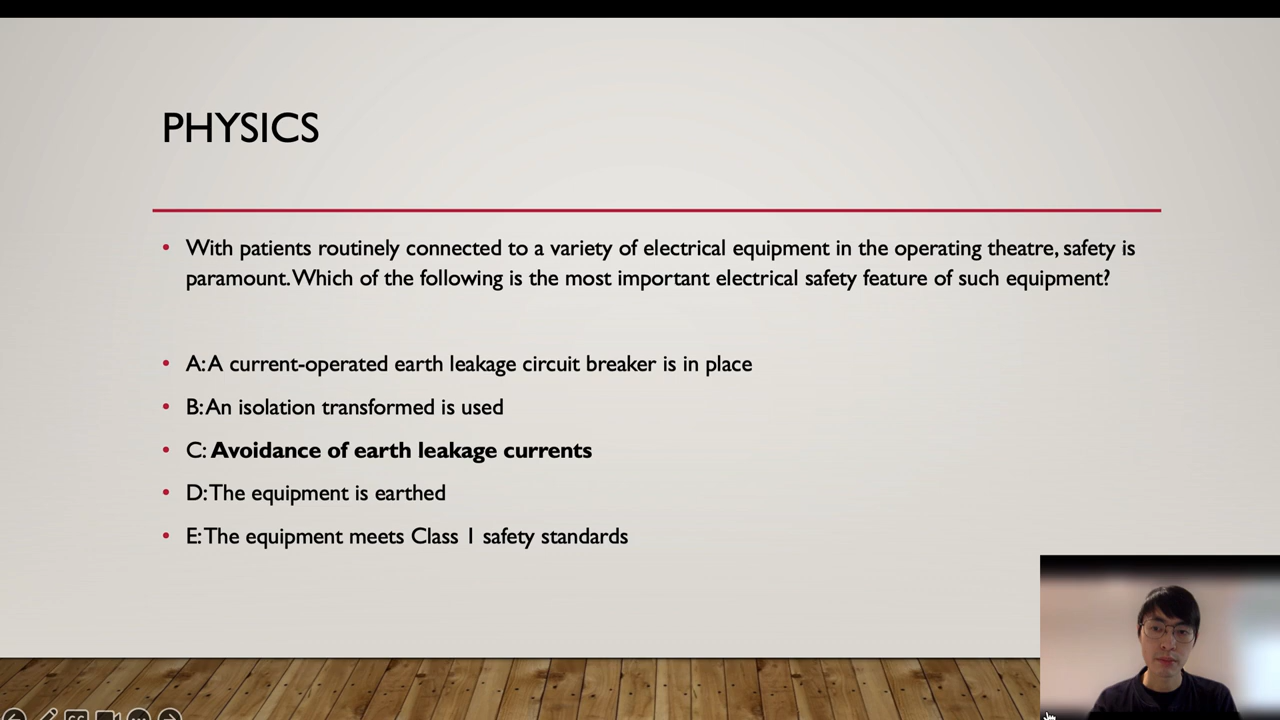 PHYSICS
• With patients routinely connected to a variety of electrical equipment in the operating theatre, safety is
paramount. Which of the following is the most important electrical safety feature of such equipment?
• A: A current-operated earth leakage circuit breaker is in place
• B: An isolation transformed is used
• C: Avoidance of earth leakage currents
• D: The equipment is earthed
• E: The equipment meets Class 1 safety standards